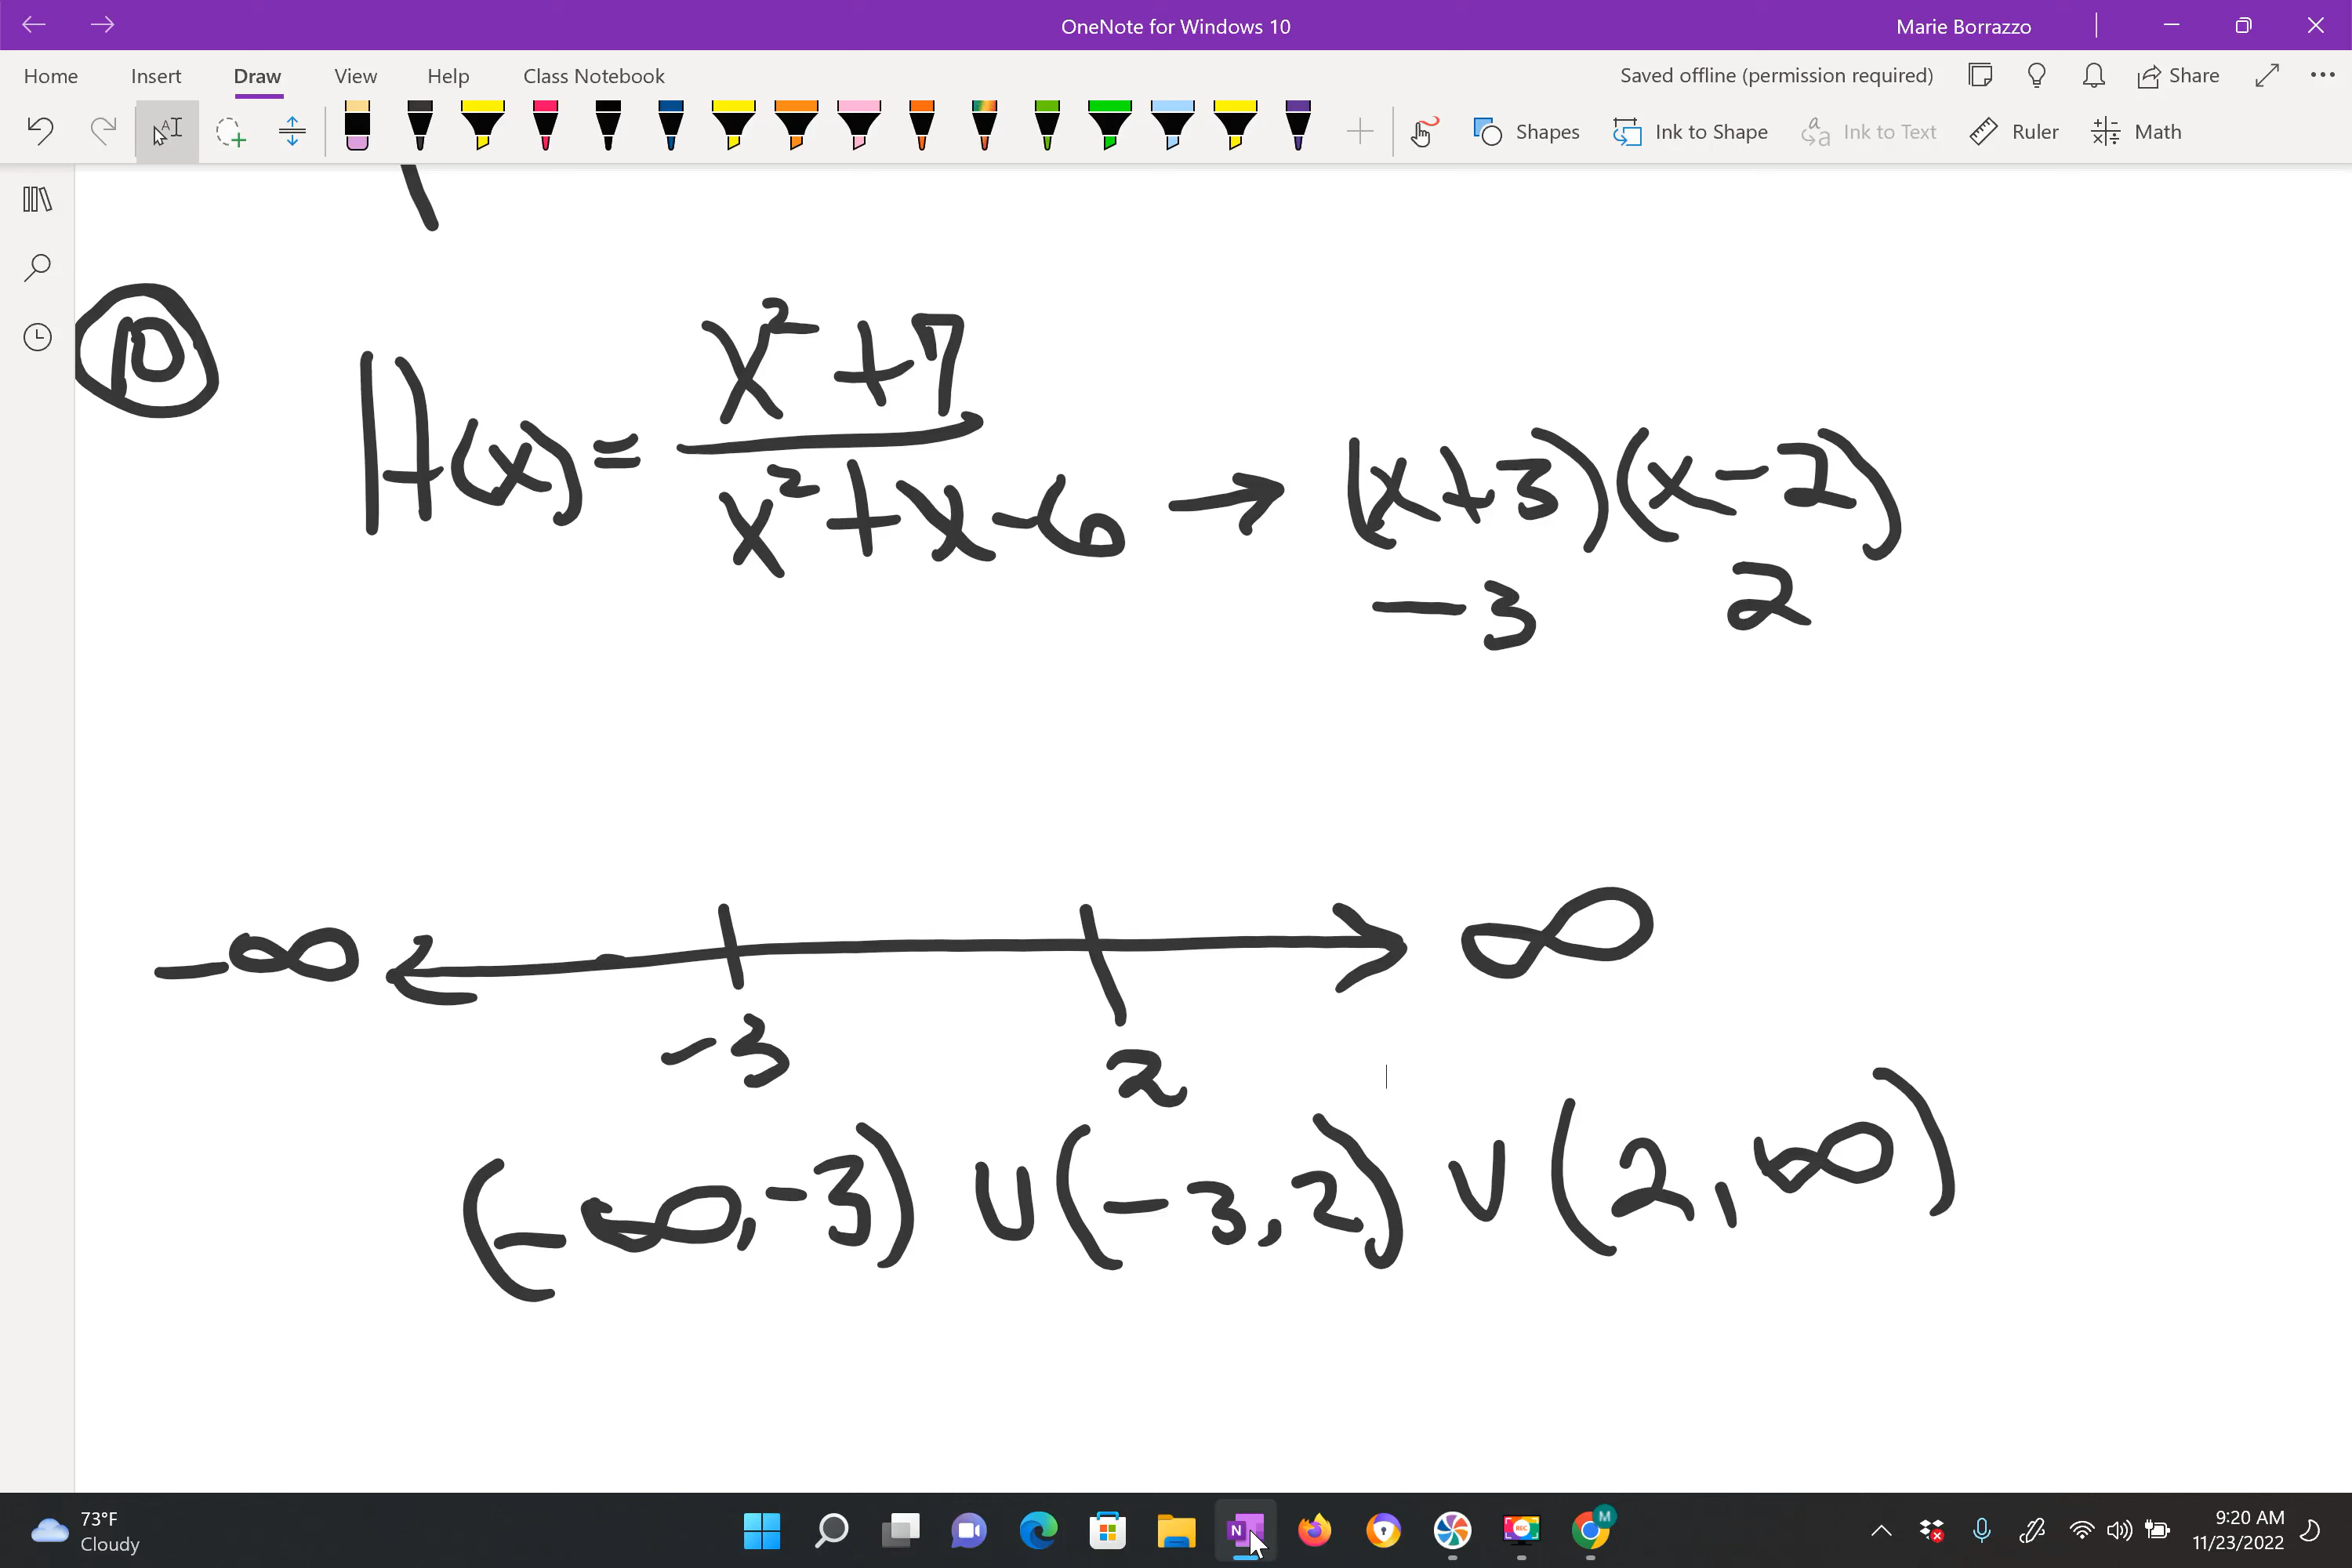 OneNote for Windows 10 Marie Borrazzo
Home Insert Draw View Help Class Notebook Saved offline (permission required) Share
Shapes Ink to Shape Ink to Text Ruler Math
10
H(x) = x² + 7
x² + x - 6 → (x + 3)(x - 2)
-3 2
-∞ ∞
-3 2
(-∞, -3) ∪ (-3, 2) ∪ (2, ∞)
73°F
Cloudy
9:20 AM
11/23/2022